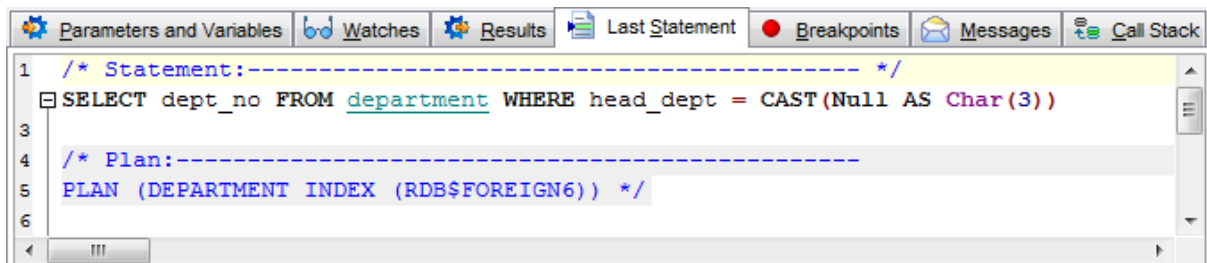 Parameters and Variables Watches Results Last Statement Breakpoints Messages Call Stack
1 /* Statement:------------------------------------------- */
SELECT dept_no FROM department WHERE head_dept = CAST(Null AS Char(3))
3
4 /* Plan:------------------------------------------------
5 PLAN (DEPARTMENT INDEX (RDB$FOREIGN6)) */
6